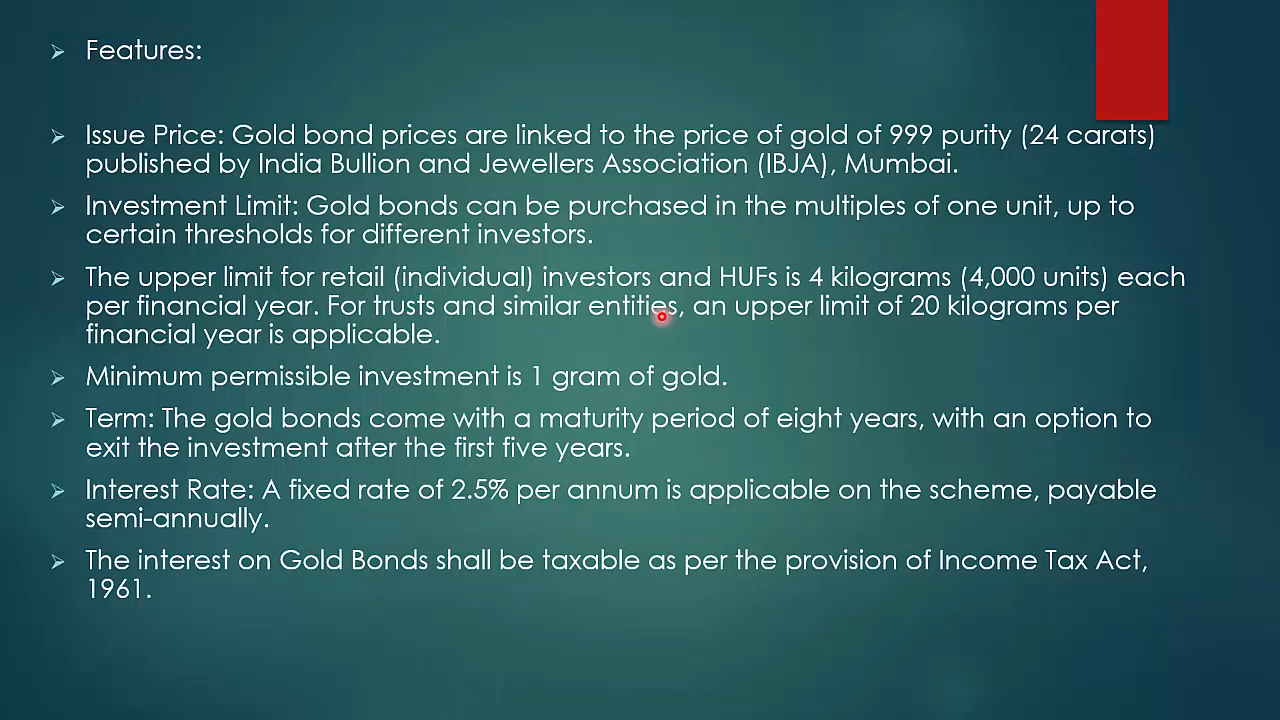 Features:
Issue Price: Gold bond prices are linked to the price of gold of 999 purity (24 carats)
published by India Bullion and Jewellers Association (IBJA), Mumbai.
Investment Limit: Gold bonds can be purchased in the multiples of one unit, up to
certain thresholds for different investors.
The upper limit for retail (individual) investors and HUFs is 4 kilograms (4,000 units) each
per financial year. For trusts and similar entities, an upper limit of 20 kilograms per
financial year is applicable.
Minimum permissible investment is 1 gram of gold.
Term: The gold bonds come with a maturity period of eight years, with an option to
exit the investment after the first five years.
Interest Rate: A fixed rate of 2.5% per annum is applicable on the scheme, payable
semi-annually.
The interest on Gold Bonds shall be taxable as per the provision of Income Tax Act,
1961.